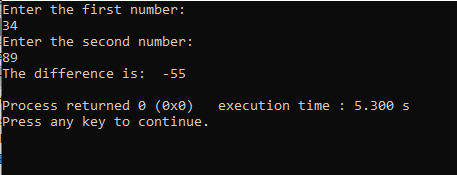 Enter the first number:
34
Enter the second number:
89
The difference is:  -55
Process returned 0 (0x0)   execution time : 5.300 s
Press any key to continue.